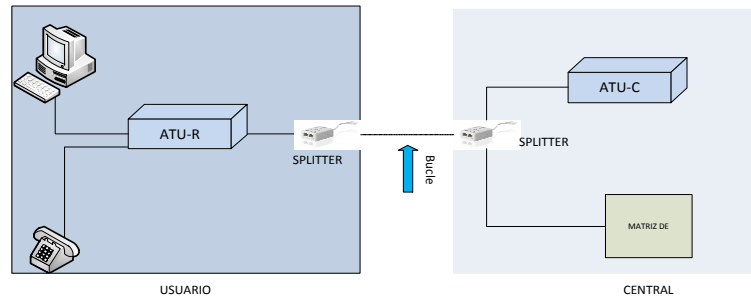 ATU-R
SPLITTER
Bucle
SPLITTER
ATU-C
MATRIZ DE
USUARIO
CENTRAL